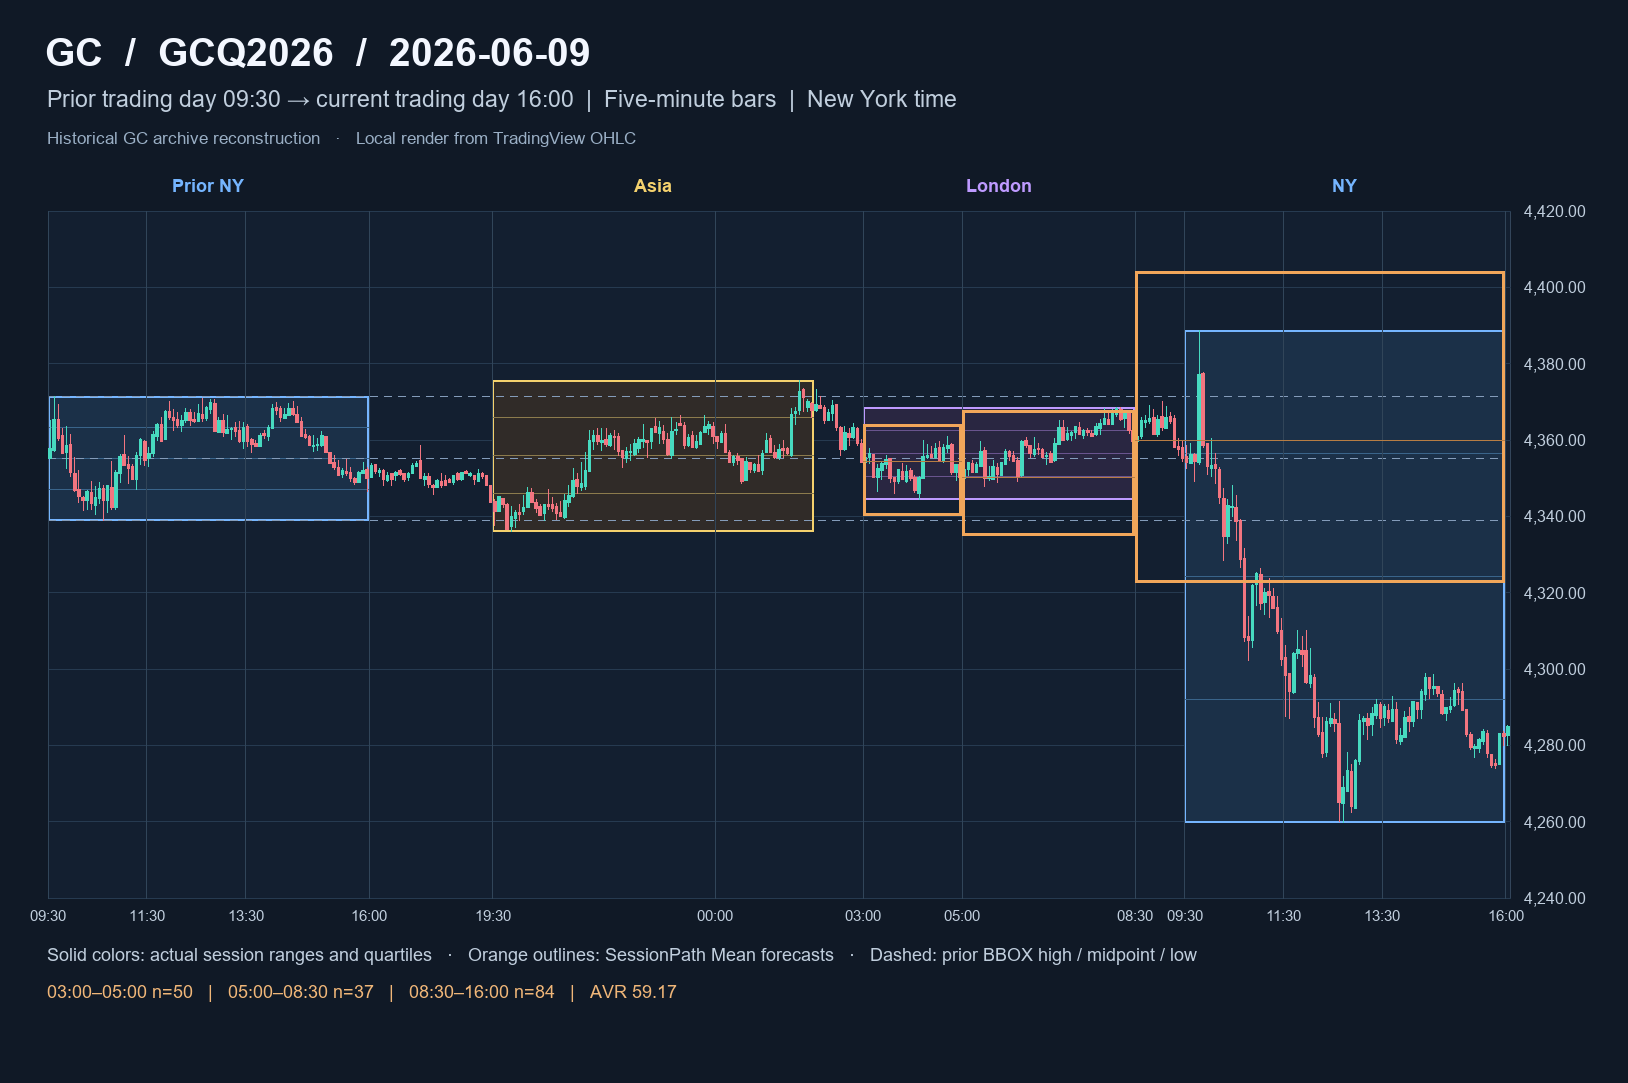 GC / GCQ2026 / 2026-06-09
Prior trading day 09:30 → current trading day 16:00 | Five-minute bars | New York time
Historical GC archive reconstruction · Local render from TradingView OHLC
Prior NY Asia London NY
4,420.00
4,400.00
4,380.00
4,360.00
4,340.00
4,320.00
4,300.00
4,280.00
4,260.00
4,240.00
09:30 11:30 13:30 16:00 19:30 00:00 03:00 05:00 08:30 09:30 11:30 13:30 16:00
Solid colors: actual session ranges and quartiles · Orange outlines: SessionPath Mean forecasts · Dashed: prior BBOX high / midpoint / low
03:00–05:00 n=50 | 05:00–08:30 n=37 | 08:30–16:00 n=84 | AVR 59.17